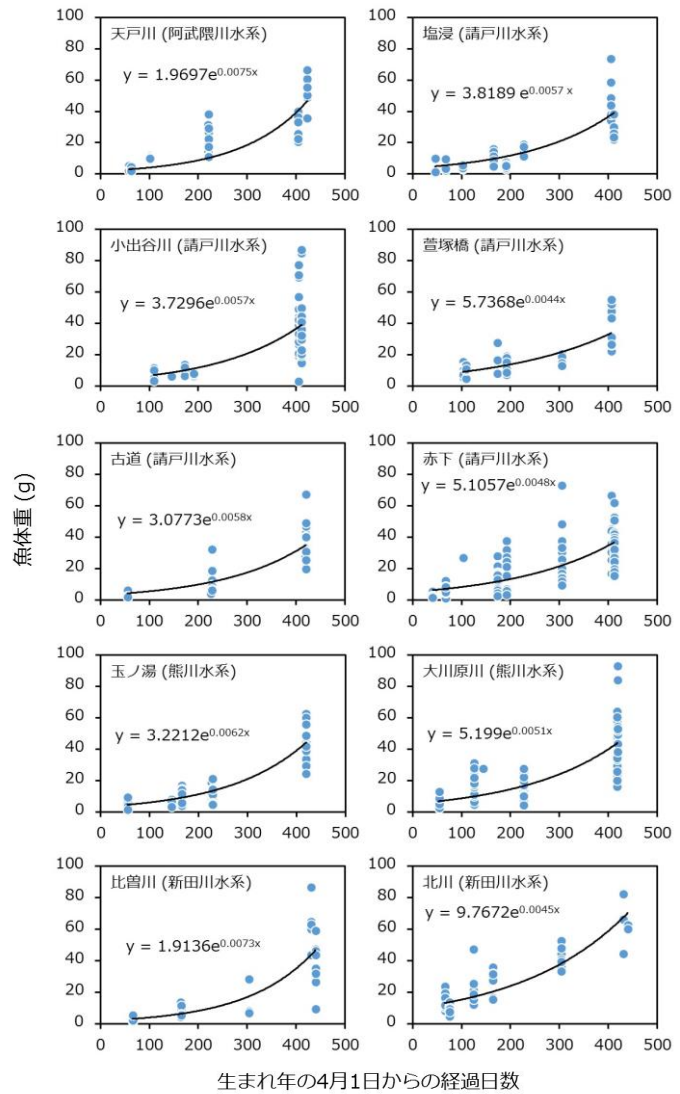 天戸川 (阿武隈川水系)
y = 1.9697e^0.0075x
100
80
60
40
20
0
0 100 200 300 400 500
塩浸 (請戸川水系)
y = 3.8189 e^0.0057 x
100
80
60
40
20
0
0 100 200 300 400 500
小出谷川 (請戸川水系)
y = 3.7296e^0.0057x
100
80
60
40
20
0
0 100 200 300 400 500
萱塚橋 (請戸川水系)
y = 5.7368e^0.0044x
100
80
60
40
20
0
0 100 200 300 400 500
古道 (請戸川水系)
y = 3.0773e^0.0058x
100
80
60
40
20
0
0 100 200 300 400 500
赤下 (請戸川水系)
y = 5.1057e^0.0048x
100
80
60
40
20
0
0 100 200 300 400 500
魚体重 (g)
玉ノ湯 (熊川水系)
y = 3.2212e^0.0062x
100
80
60
40
20
0
0 100 200 300 400 500
大川原川 (熊川水系)
y = 5.199e^0.0051x
100
80
60
40
20
0
0 100 200 300 400 500
比曽川 (新田川水系)
y = 1.9136e^0.0073x
100
80
60
40
20
0
0 100 200 300 400 500
北川 (新田川水系)
y = 9.7672e^0.0045x
100
80
60
40
20
0
0 100 200 300 400 500
生まれ年の4月1日からの経過日数